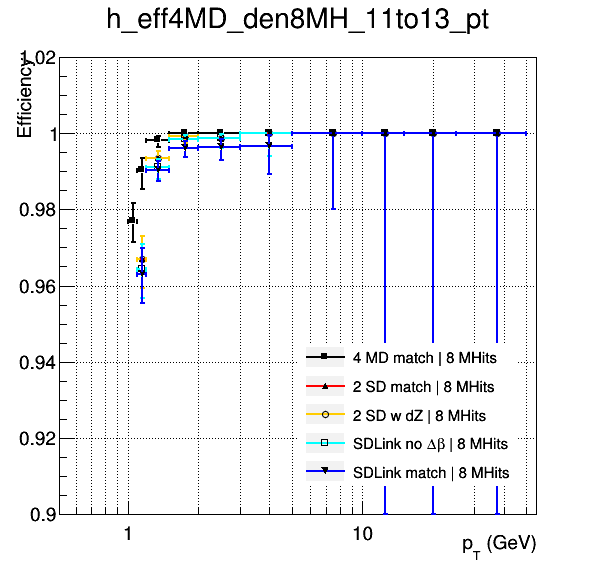 h_eff4MD_den8MH_11to13_pt
Efficiency
1.02
1
0.98
0.96
0.94
0.92
0.9
4 MD match | 8 MHits
2 SD match | 8 MHits
2 SD w dZ | 8 MHits
SDLink no Δβ | 8 MHits
SDLink match | 8 MHits
1
10
p_T (GeV)